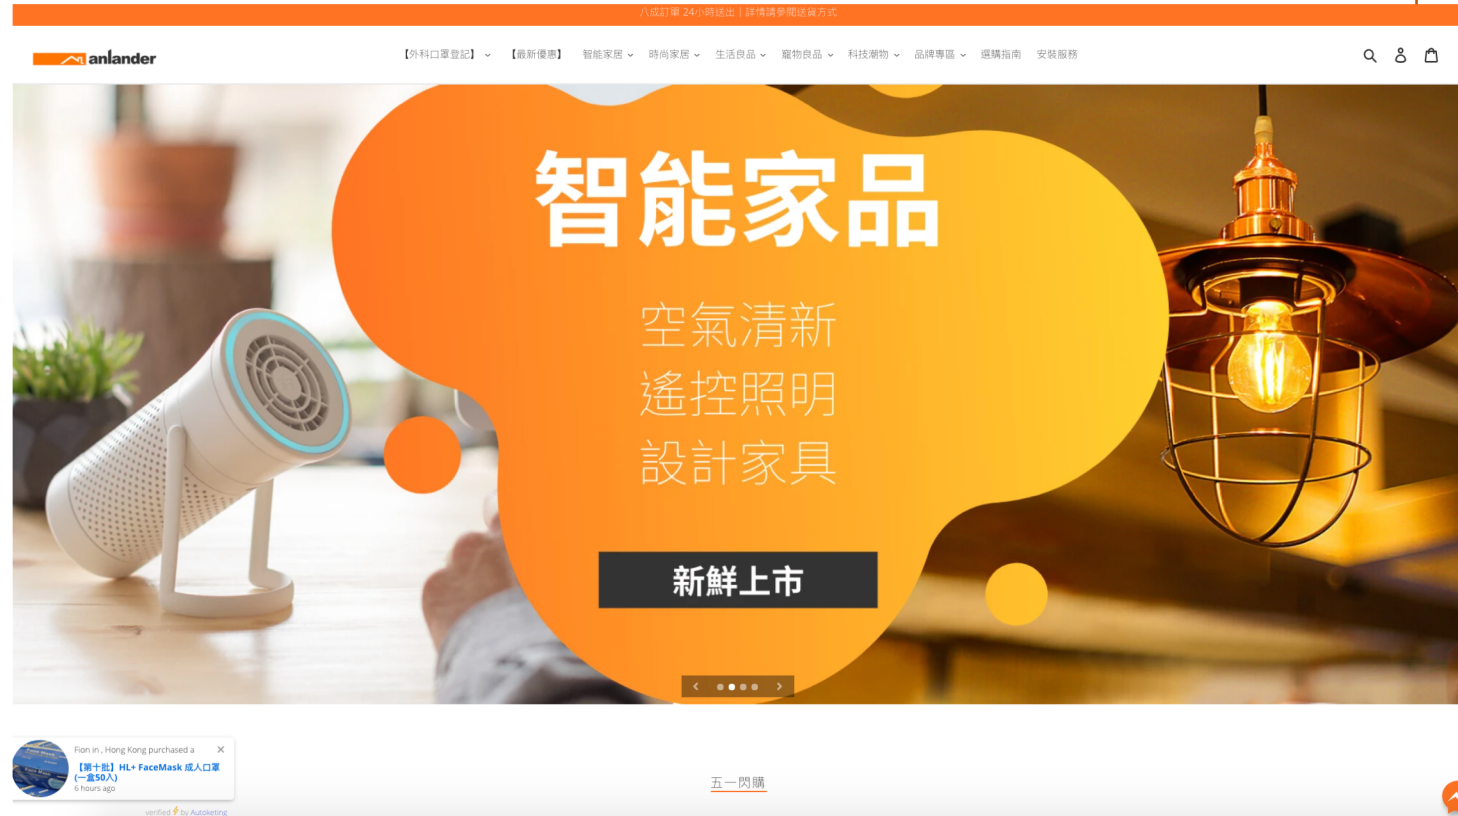 八成訂單 24小時送出 | 詳情請參閱送貨方式
anlander
【外科口罩登記】 【最新優惠】 智能家居 時尚家居 生活良品 寵物良品 科技潮物 品牌專區 選購指南 安裝服務
智能家品
空氣清新
遙控照明
設計家具
新鮮上市
Fion in , Hong Kong purchased a
【第十批】HL+ FaceMask 成人口罩
(一盒50入)
6 hours ago
verified by Autoketing
五一閃購